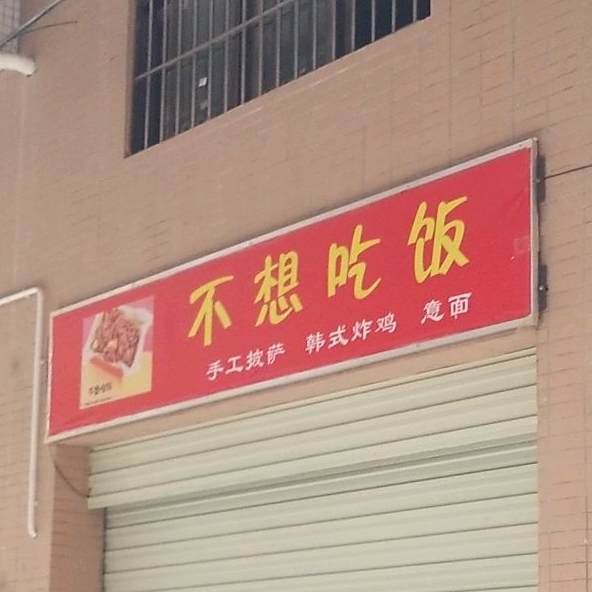 不想吃饭
手工披萨 韩式炸鸡 意面